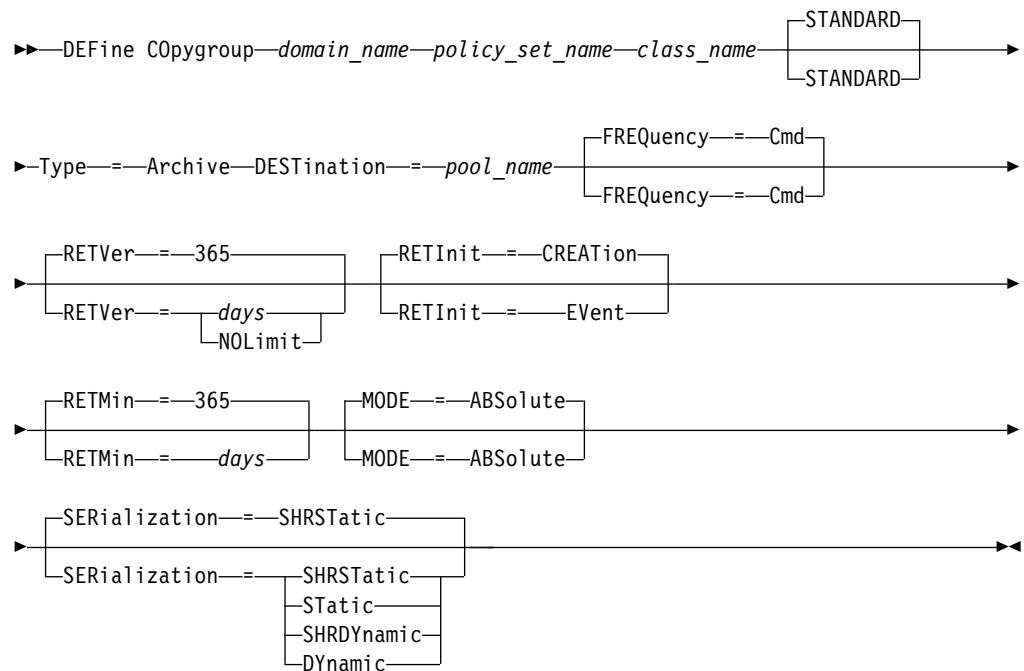 STANDARD
DEFine COpygroup domain_name policy_set_name class_name
STANDARD
FREQuency = Cmd
Type = Archive DESTination = pool_name
FREQuency = Cmd
RETVer = 365 RETInit = CREATion
RETVer = days RETInit = EVent
NOLimit
RETMin = 365 MODE = ABSolute
RETMin = days MODE = ABSolute
SERialization = SHRSTatic
SERialization = SHRSTatic
STatic
SHRDYnamic
DYnamic